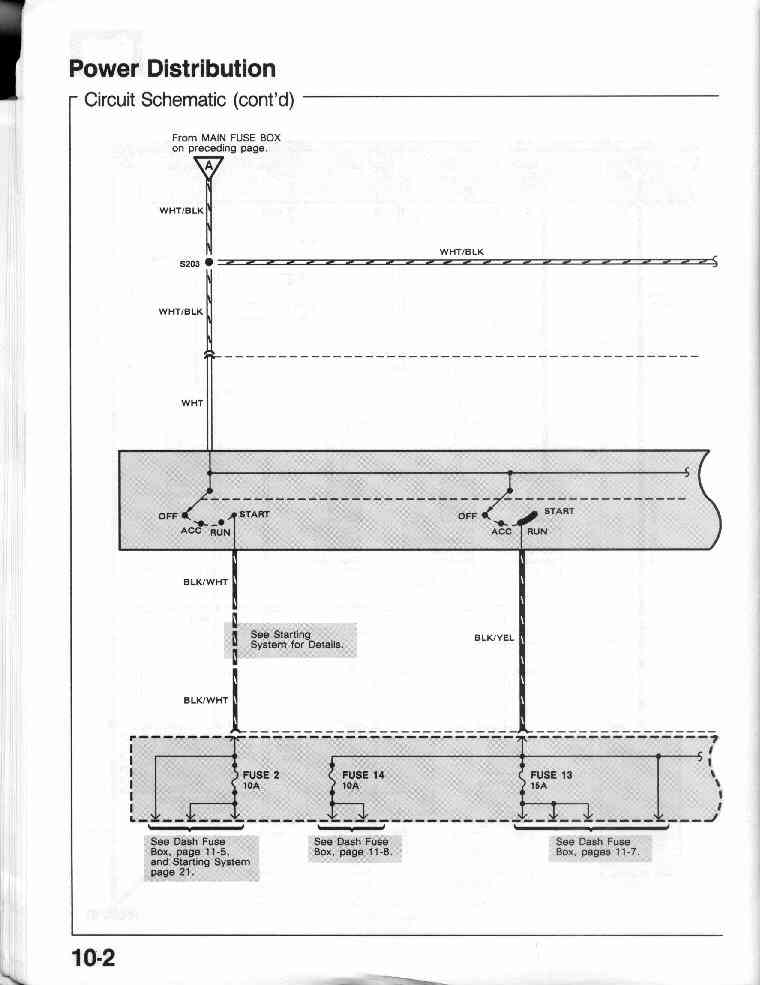 Power Distribution
Circuit Schematic (cont'd)
From MAIN FUSE BOX
on preceding page.
A
WHT/BLK
WHT/BLK
S203
WHT/BLK
WHT
OFF
ACC
RUN
START
OFF
ACC
RUN
START
BLK/WHT
See Starting
System for Details.
BLK/YEL
BLK/WHT
FUSE 2
10A
FUSE 14
10A
FUSE 13
15A
See Dash Fuse
Box, page 11-5,
and Starting System
page 21.
See Dash Fuse
Box, page 11-8.
See Dash Fuse
Box, pages 11-7.
10-2